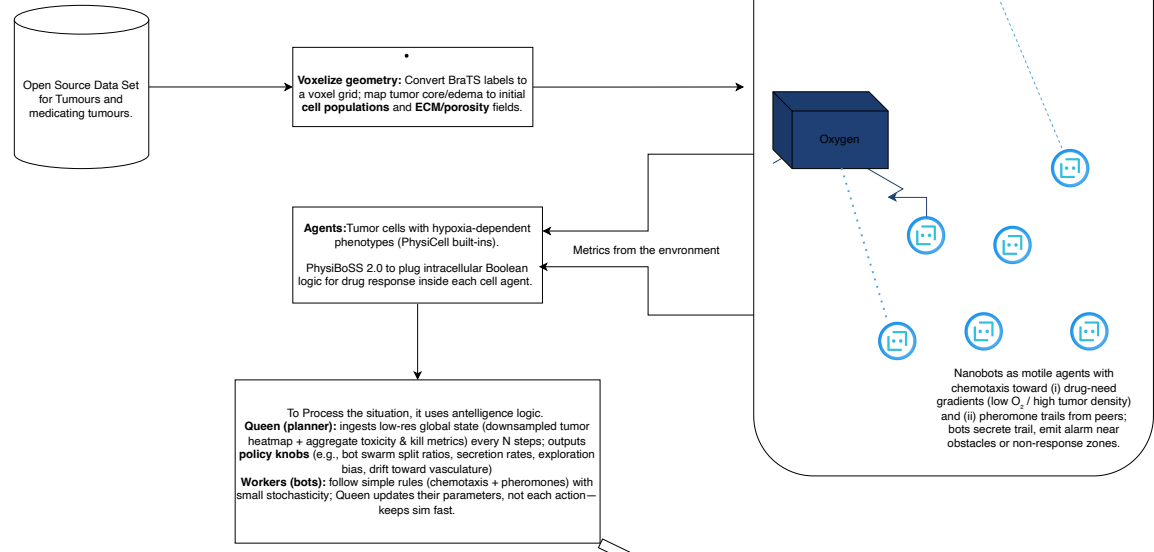 Open Source Data Set
for Tumours and
medicating tumours.
•
Voxelize geometry: Convert BraTS labels to
a voxel grid; map tumor core/edema to initial
cell populations and ECM/porosity fields.
Oxygen
Agents:Tumor cells with hypoxia-dependent
phenotypes (PhysiCell built-ins).
PhysiBoSS 2.0 to plug intracellular Boolean
logic for drug response inside each cell agent.
Metrics from the envronment
Nanobots as motile agents with
chemotaxis toward (i) drug-need
gradients (low O2 / high tumor density)
and (ii) pheromone trails from peers;
bots secrete trail, emit alarm near
obstacles or non-response zones.
To Process the situation, it uses antelligence logic.
Queen (planner): ingests low-res global state (downsampled tumor
heatmap + aggregate toxicity & kill metrics) every N steps; outputs
policy knobs (e.g., bot swarm split ratios, secretion rates, exploration
bias, drift toward vasculature)
Workers (bots): follow simple rules (chemotaxis + pheromones) with
small stochasticity; Queen updates their parameters, not each action—
keeps sim fast.